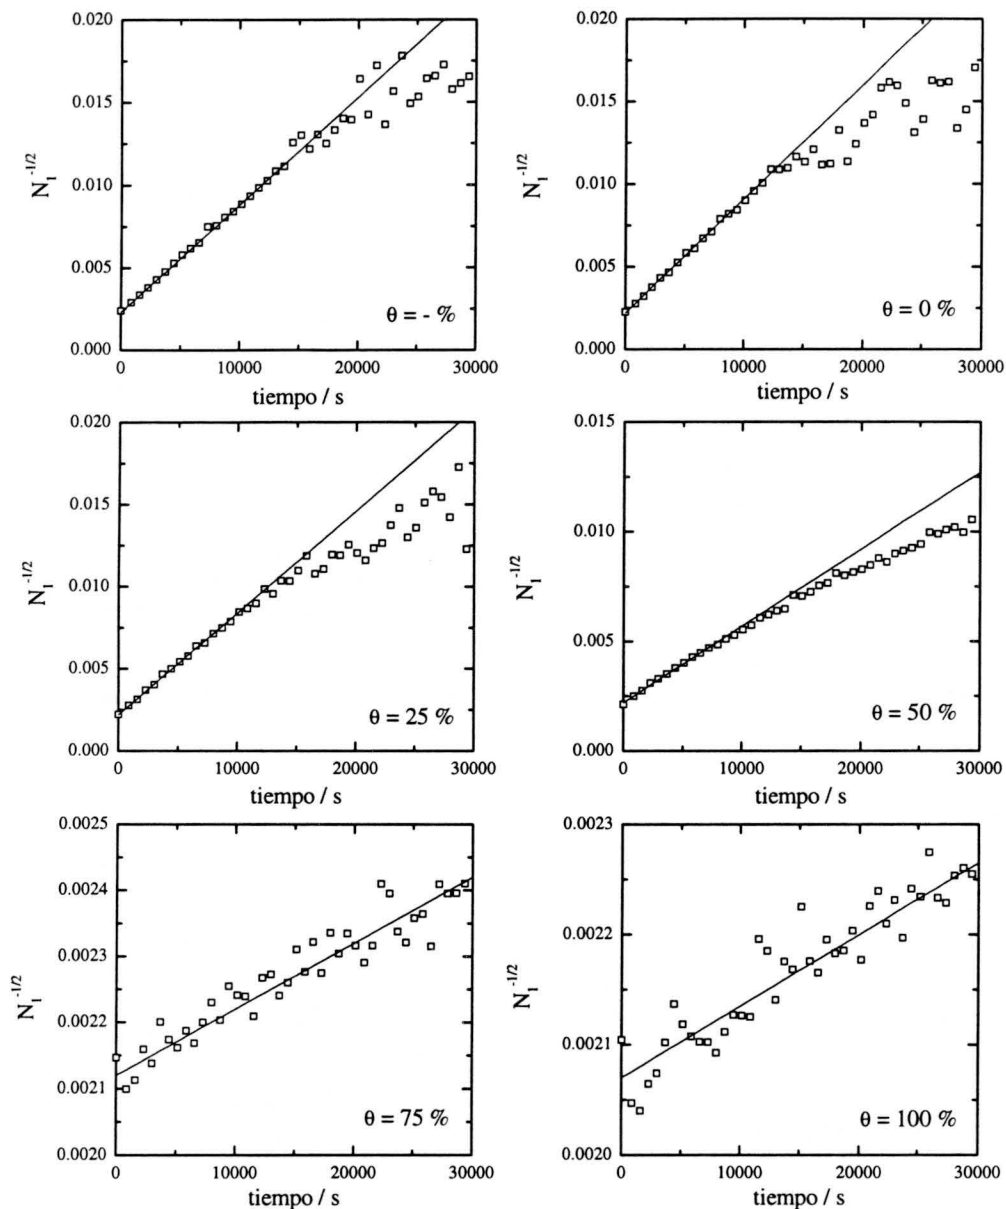 0.020
0.015
0.010
0.005
0.000
N₁⁻¹/²
θ = - %
0 10000 20000 30000
tiempo / s
0.020
0.015
0.010
0.005
0.000
N₁⁻¹/²
θ = 0 %
0 10000 20000 30000
tiempo / s
0.020
0.015
0.010
0.005
0.000
N₁⁻¹/²
θ = 25 %
0 10000 20000 30000
tiempo / s
0.015
0.010
0.005
0.000
N₁⁻¹/²
θ = 50 %
0 10000 20000 30000
tiempo / s
0.0025
0.0024
0.0023
0.0022
0.0021
0.0020
N₁⁻¹/²
θ = 75 %
0 10000 20000 30000
tiempo / s
0.0023
0.0022
0.0021
0.0020
N₁⁻¹/²
θ = 100 %
0 10000 20000 30000
tiempo / s